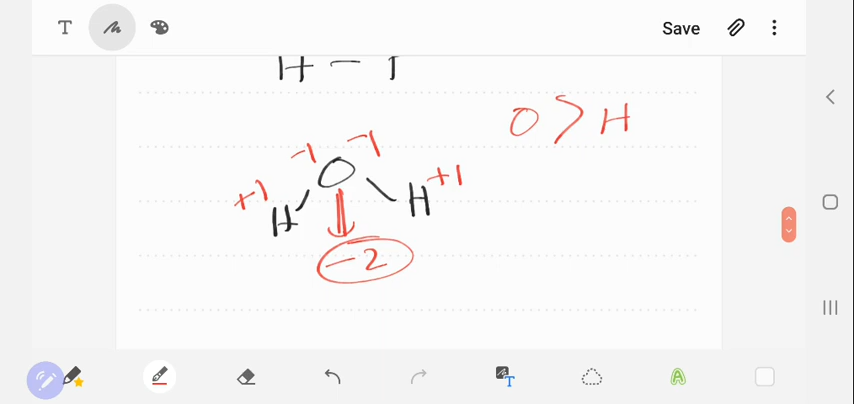 T
Save
H - I
O > H
-1 -1
O
+1 H H +1
-2
T
A